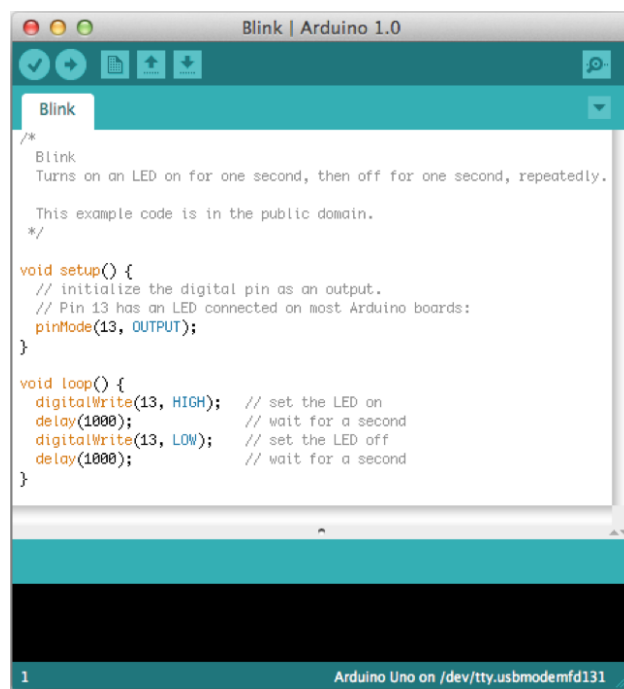 Blink | Arduino 1.0
Blink
/*
  Blink
  Turns on an LED on for one second, then off for one second, repeatedly.

  This example code is in the public domain.
 */

void setup() {
  // initialize the digital pin as an output.
  // Pin 13 has an LED connected on most Arduino boards:
  pinMode(13, OUTPUT);
}

void loop() {
  digitalWrite(13, HIGH);   // set the LED on
  delay(1000);              // wait for a second
  digitalWrite(13, LOW);    // set the LED off
  delay(1000);              // wait for a second
}
1 Arduino Uno on /dev/tty.usbmodemfd131